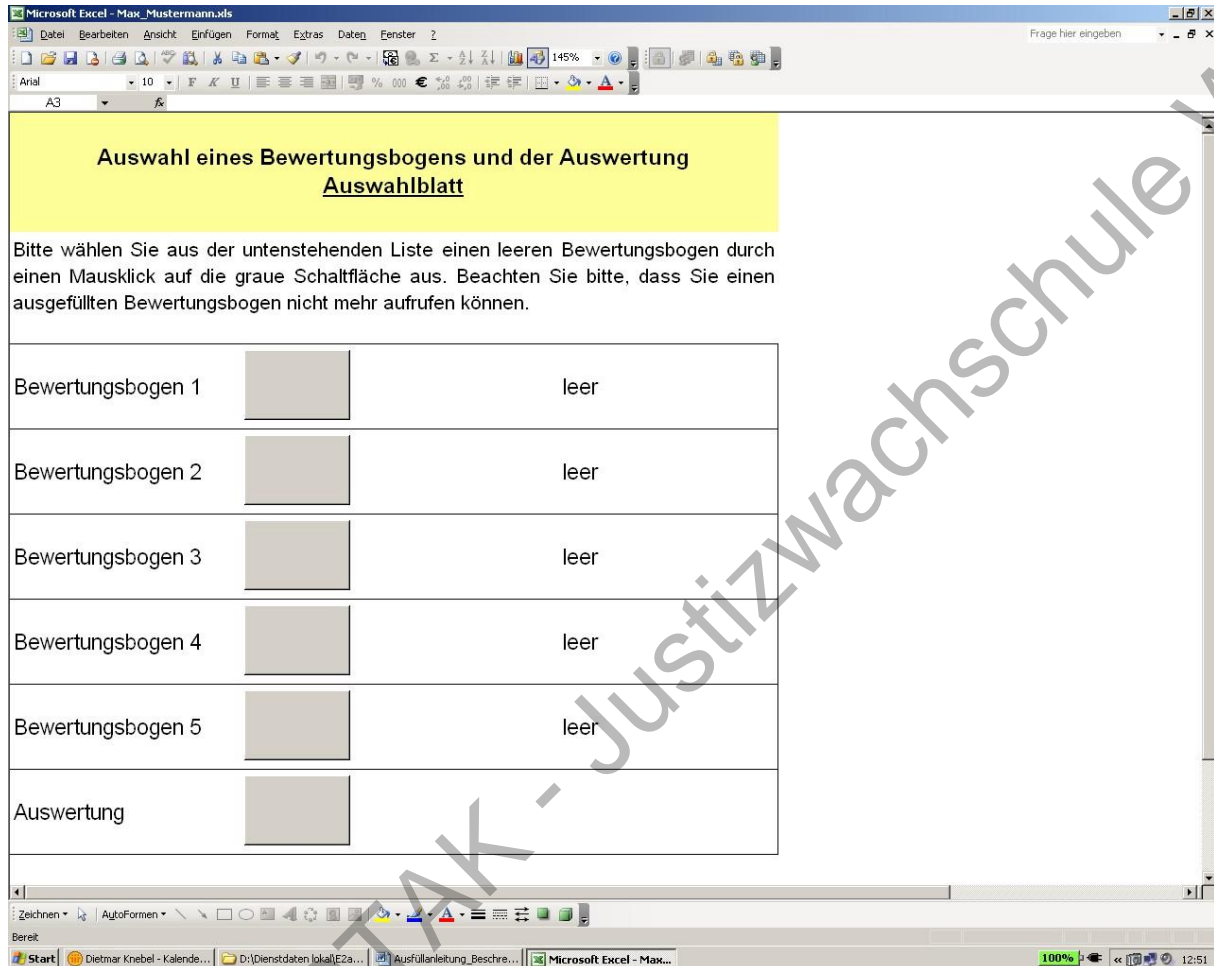 Microsoft Excel - Max_Mustermann.xls
Datei Bearbeiten Ansicht Einfügen Format Extras Daten Fenster ?
Frage hier eingeben
145%
Arial 10 F K U % 000 €
A3 fx
Auswahl eines Bewertungsbogens und der Auswertung
Auswahlblatt
Bitte wählen Sie aus der untenstehenden Liste einen leeren Bewertungsbogen durch
einen Mausklick auf die graue Schaltfläche aus. Beachten Sie bitte, dass Sie einen
ausgefüllten Bewertungsbogen nicht mehr aufrufen können.
Bewertungsbogen 1 leer
Bewertungsbogen 2 leer
Bewertungsbogen 3 leer
Bewertungsbogen 4 leer
Bewertungsbogen 5 leer
Auswertung
TAK - Justizwachschule
Zeichnen AutoFormen
Bereit
Start Dietmar Knebel - Kalende... D:\Dienstdaten lokal\E2a... Ausfüllanleitung_Beschre... Microsoft Excel - Max... 100% 12:51